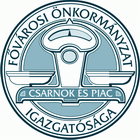 FŐVÁROSI ÖNKORMÁNYZAT
CSARNOK ÉS PIAC
IGAZGATÓSÁGA